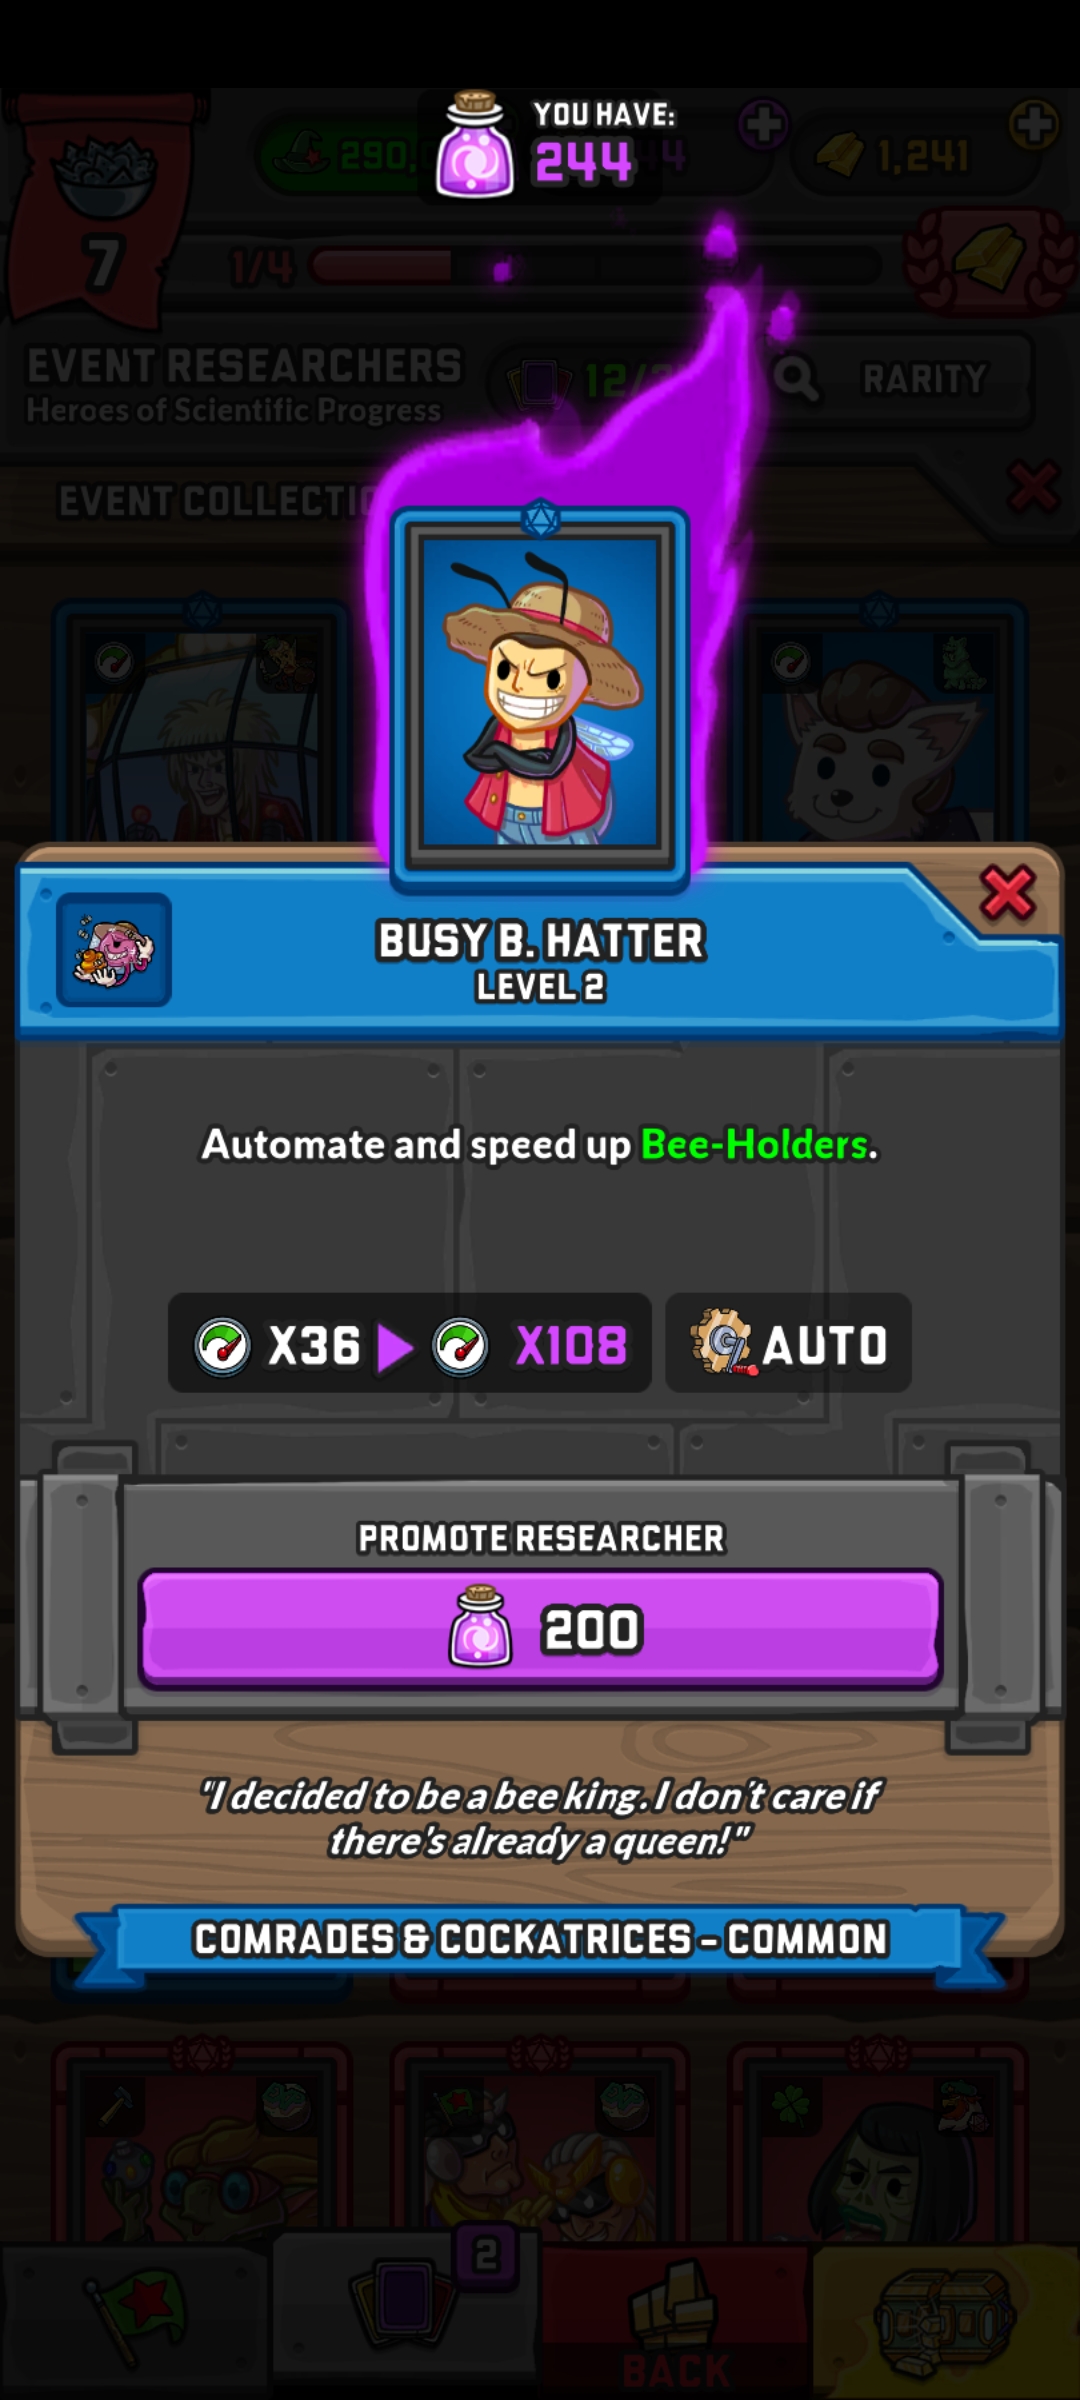 YOU HAVE:
244
1,241
7
1/4
EVENT RESEARCHERS
RARITY
Heroes of Scientific Progress
BUSY B. HATTER
LEVEL 2
Automate and speed up Bee-Holders.
X36
X108
AUTO
PROMOTE RESEARCHER
200
"I decided to be a bee king. I don't care if
there's already a queen!"
COMRADES & COCKATRICES - COMMON
2
BACK